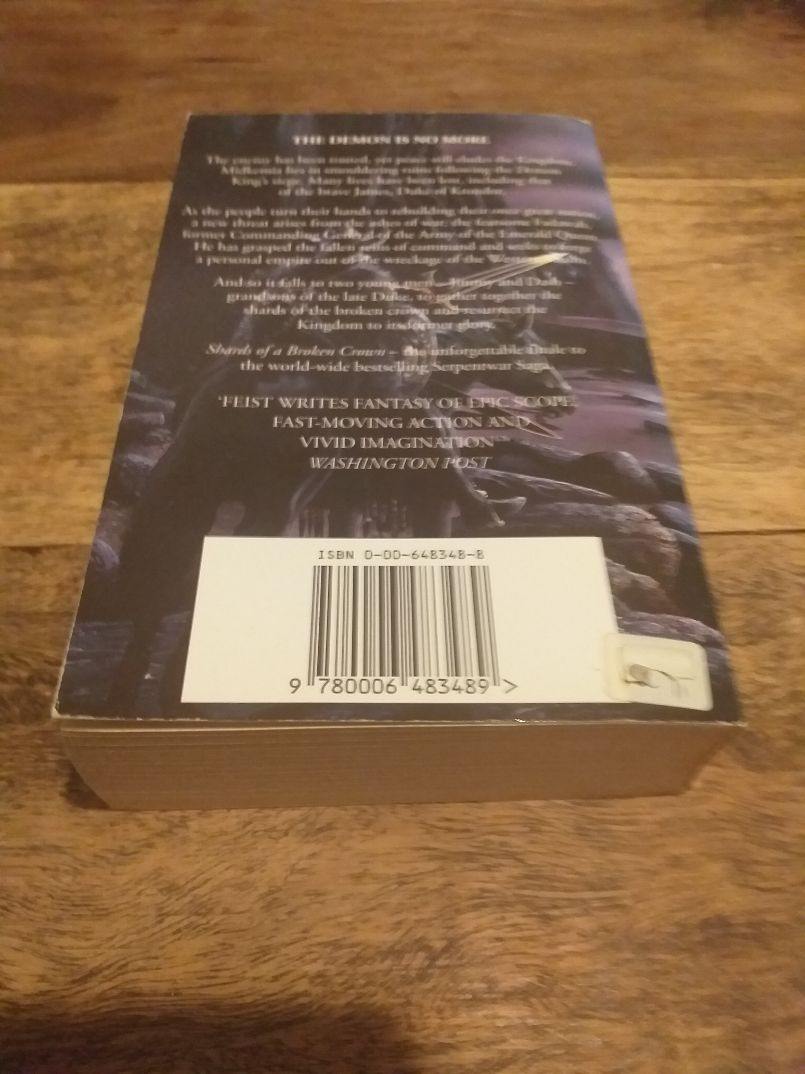 THE DEMON IS NO MORE
The enemy has been routed, yet peace still eludes the Kingdom.
Midkemia lies in smouldering ruins following the Demon
King's siege. Many lives have been lost, including that
of the brave James, Duke of Krondor.
As the people turn their hands to rebuilding their once great nation,
a new threat arises from the ashes of war, the fearsome Fadawah,
former Commanding General of the Army of the Emerald Queen.
He has grasped the fallen reins of command and seeks to forge
a personal empire out of the wreckage of the Western Realm.
And so it falls to two young men – Jimmy and Dash –
grandsons of the late Duke, to gather together the
shards of the broken crown and resurrect the
Kingdom to its former glory.
Shards of a Broken Crown – the unforgettable finale to
the world-wide bestselling Serpentwar Saga.
'FEIST WRITES FANTASY OF EPIC SCOPE,
FAST-MOVING ACTION AND
VIVID IMAGINATION'
WASHINGTON POST
ISBN 0-00-648348-8
9 780006 483489 >